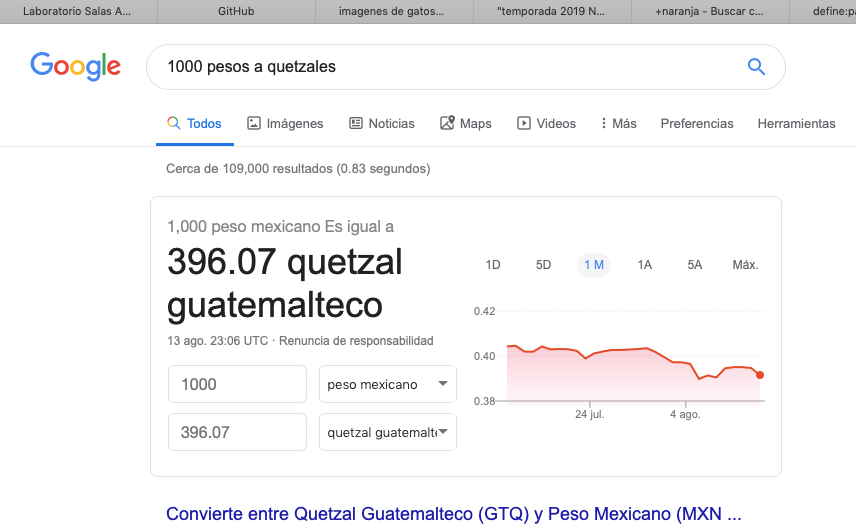 Laboratorio Salas A... GitHub imagenes de gatos... "temporada 2019 N... +naranja - Buscar c... define:pa
Google 1000 pesos a quetzales
Todos Imágenes Noticias Maps Videos Más Preferencias Herramientas
Cerca de 109,000 resultados (0.83 segundos)
1,000 peso mexicano Es igual a
396.07 quetzal
guatemalteco
13 ago. 23:06 UTC · Renuncia de responsabilidad
1000 peso mexicano
396.07 quetzal guatemalte
1D 5D 1 M 1A 5A Máx.
0.42
0.40
0.38
24 jul. 4 ago.
Convierte entre Quetzal Guatemalteco (GTQ) y Peso Mexicano (MXN ...